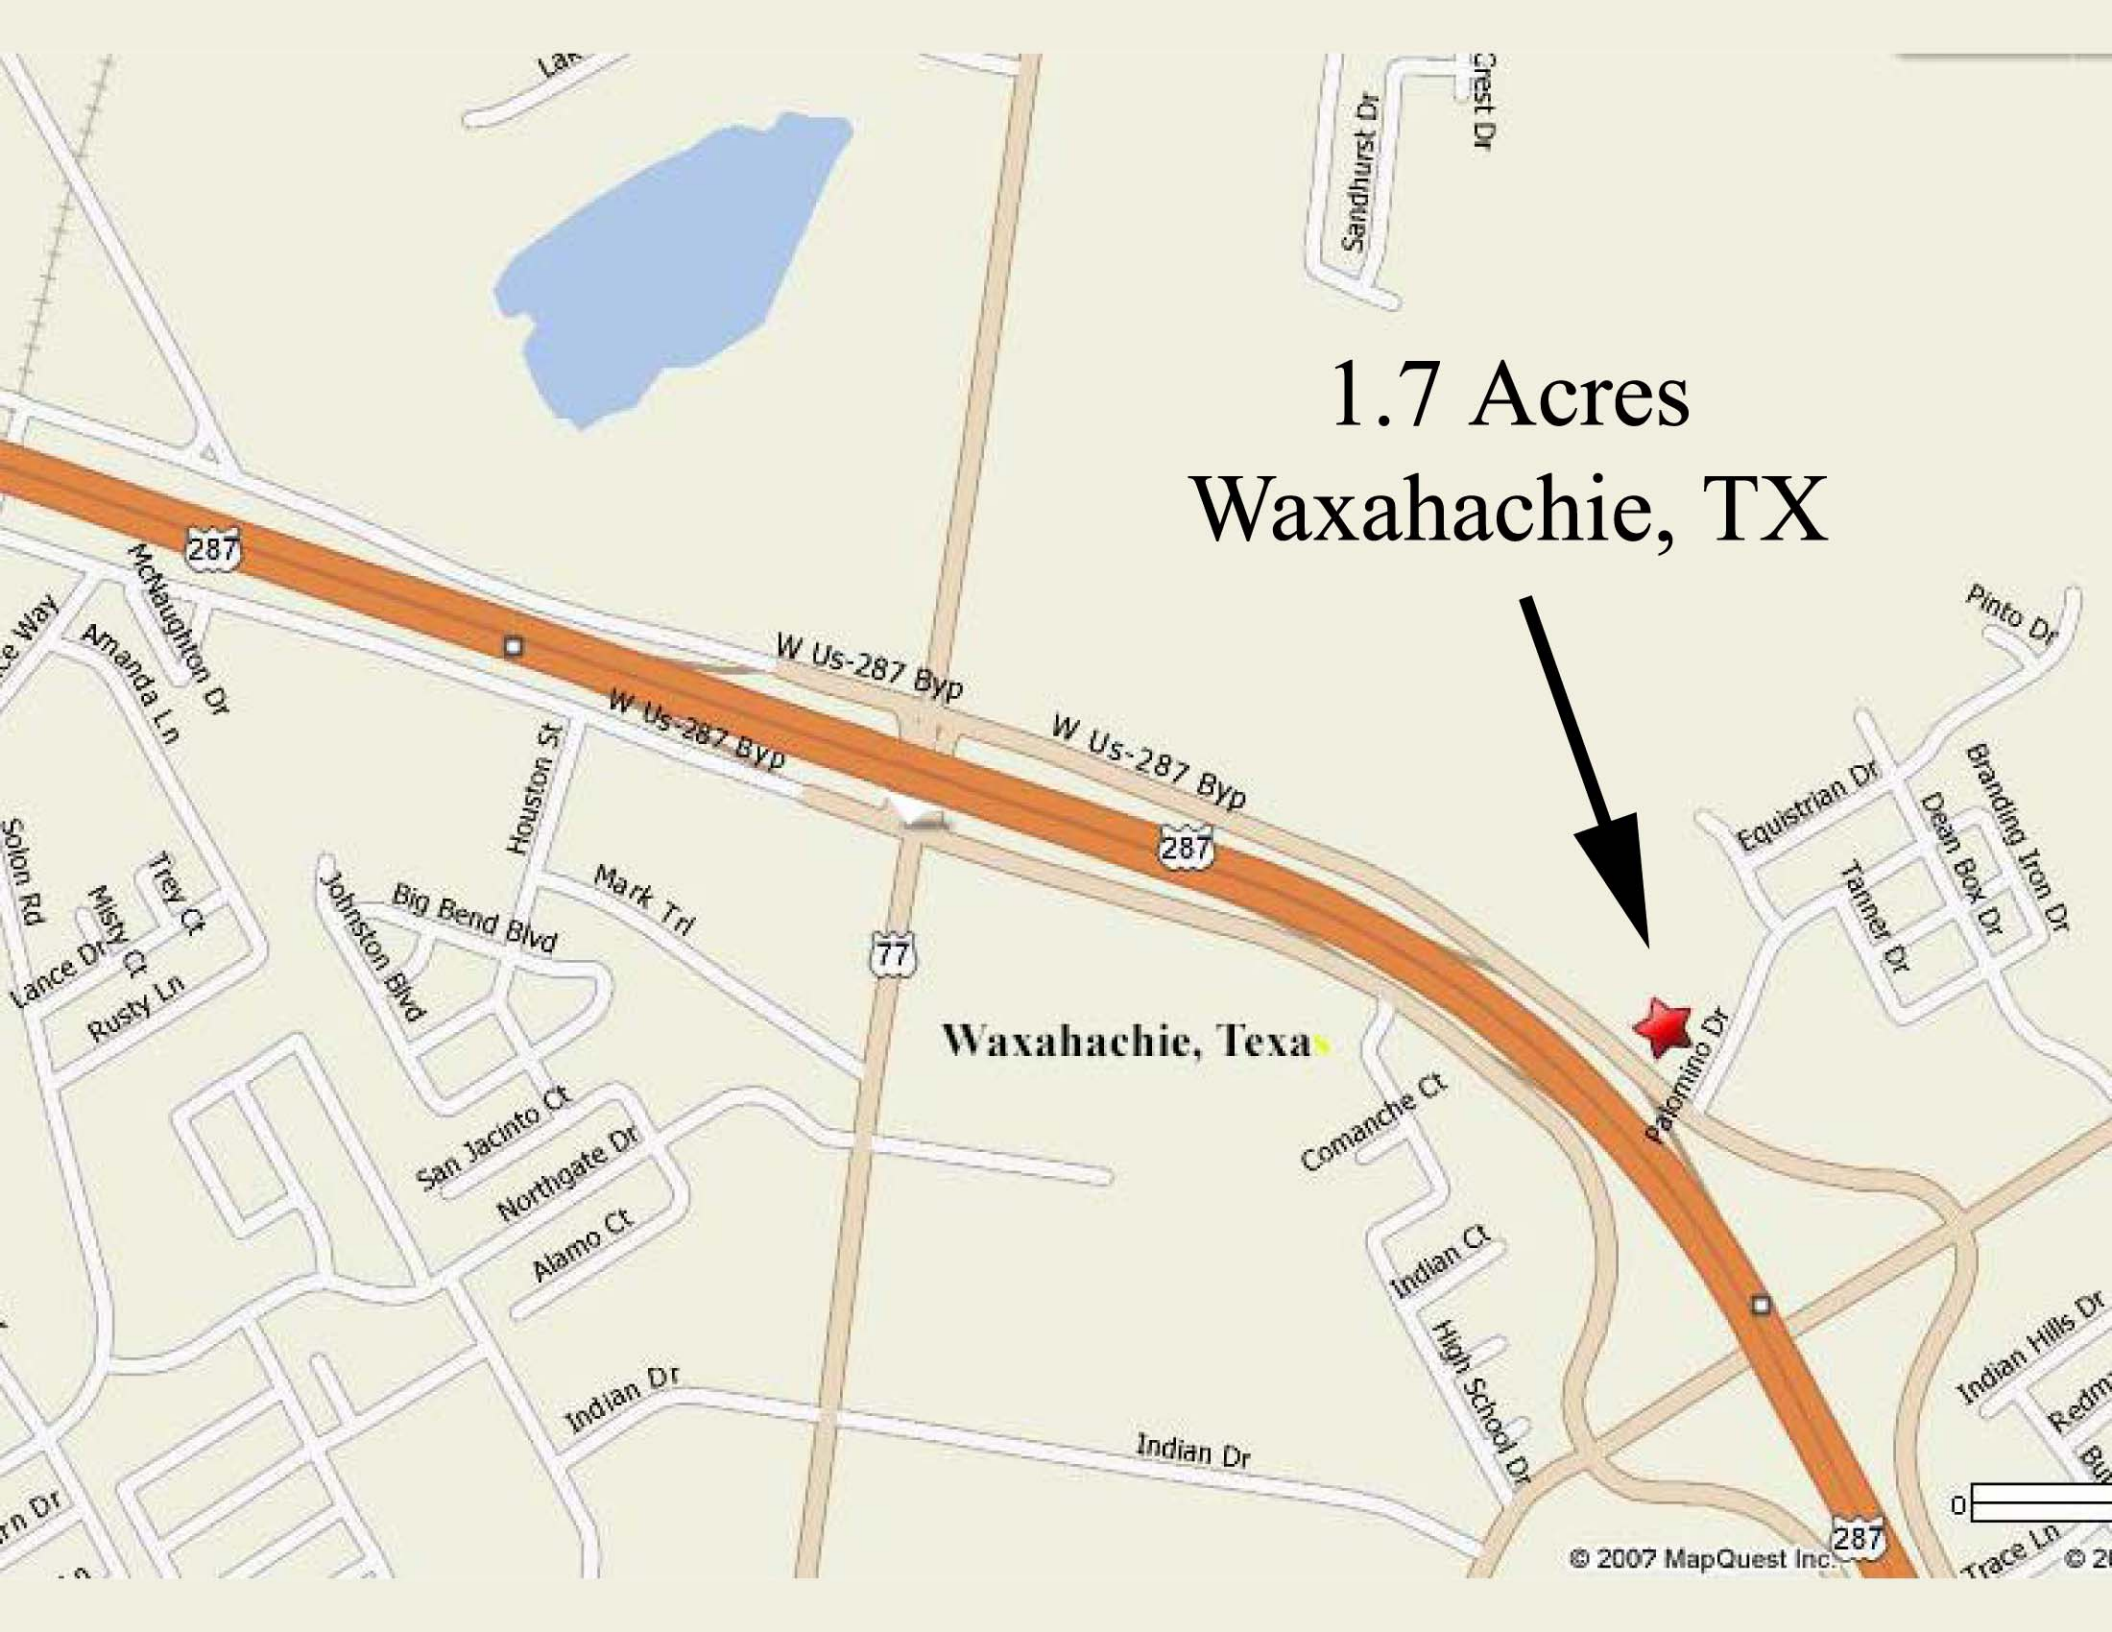 Crest Dr
Sandhurst Dr
1.7 Acres
Waxahachie, TX
287
McNaughton Dr
Amanda Ln
Pinto Dr
W Us-287 Byp
W Us-287 Byp
W Us-287 Byp
Houston St
287
Equistrian Dr
Branding Iron Dr
Dean Box Dr
Tanner Dr
Solon Rd
Trey Ct
Misty Ct
Lance Dr
Rusty Ln
Johnston Blvd
Big Bend Blvd
Mark Trl
77
Waxahachie, Texas
Palomino Dr
Comanche Ct
San Jacinto Ct
Northgate Dr
Alamo Ct
Indian Ct
High School Dr
Indian Hills Dr
Indian Dr
Indian Dr
0
287
© 2007 MapQuest Inc.
Trace Ln